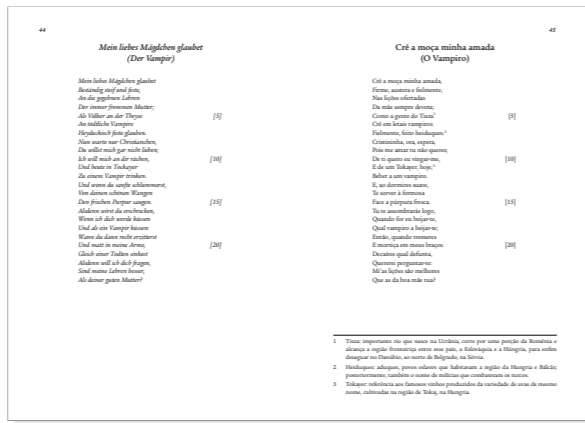 44
Mein liebes Mägdchen glaubet
(Der Vampir)
Mein liebes Mägdchen glaubet
Beständig steif und feste,
An die gegebnen Lehren
Der immer frommen Mutter;
Als Völker an der Theyse [5]
An tödtliche Vampire
Heyduckisch feste glauben.
Nun warte nur Christianchen,
Du willst mich gar nicht lieben;
Ich will mich an dir rächen, [10]
Und heute in Tockayer
Zu einem Vampir trinken.
Und wenn du sanfte schlummerst,
Von deinen schönen Wangen
Den frischen Purpur saugen. [15]
Alsdenn wirst du erschrecken,
Wenn ich dich werde küssen
Und als ein Vampir küssen:
Wann du dann recht erzitterst
Und matt in meine Arme, [20]
Gleich einer Todten sinkest
Alsdenn will ich dich fragen,
Sind meine Lehren besser,
Als deiner guten Mutter?
45
Crê a moça minha amada
(O Vampiro)
Crê a moça minha amada,
Firme, austera e fielmente,
Nas lições ofertadas
Da mãe sempre devota;
Como a gente do Tisza¹ [5]
Crê em letais vampiros
Fielmente, feito heiduques.²
Cristininha, ora, espera,
Pois me amar tu não queres;
De ti quero eu vingar-me, [10]
E de um Tokayer, hoje,³
Beber a um vampiro.
E, ao dormires suave,
Te sorver à formosa
Face a púrpura fresca. [15]
Tu te assombrarás logo,
Quando for eu beijar-te,
Qual vampiro a beijar-te;
Então, quando tremeres
E mortiça em meus braços [20]
Decaíres qual defunta,
Quererei perguntar-te:
Mi'as lições são melhores
Que as da boa mãe tua?
1 Tisza: importante rio que nasce na Ucrânia, corre por uma porção da Romênia e
alcança a região fronteiriça entre esse país, a Eslováquia e a Hungria, para enfim
desaguar no Danúbio, ao norte de Belgrado, na Sérvia.
2 Heiduques: aduques, povos eslavos que habitavam a região da Hungria e Bálcãs;
posteriormente, também o nome de milícias que combateram os turcos.
3 Tokayer: referência aos famosos vinhos produzidos da variedade de uvas de mesmo
nome, cultivadas na região de Tokaj, na Hungria.